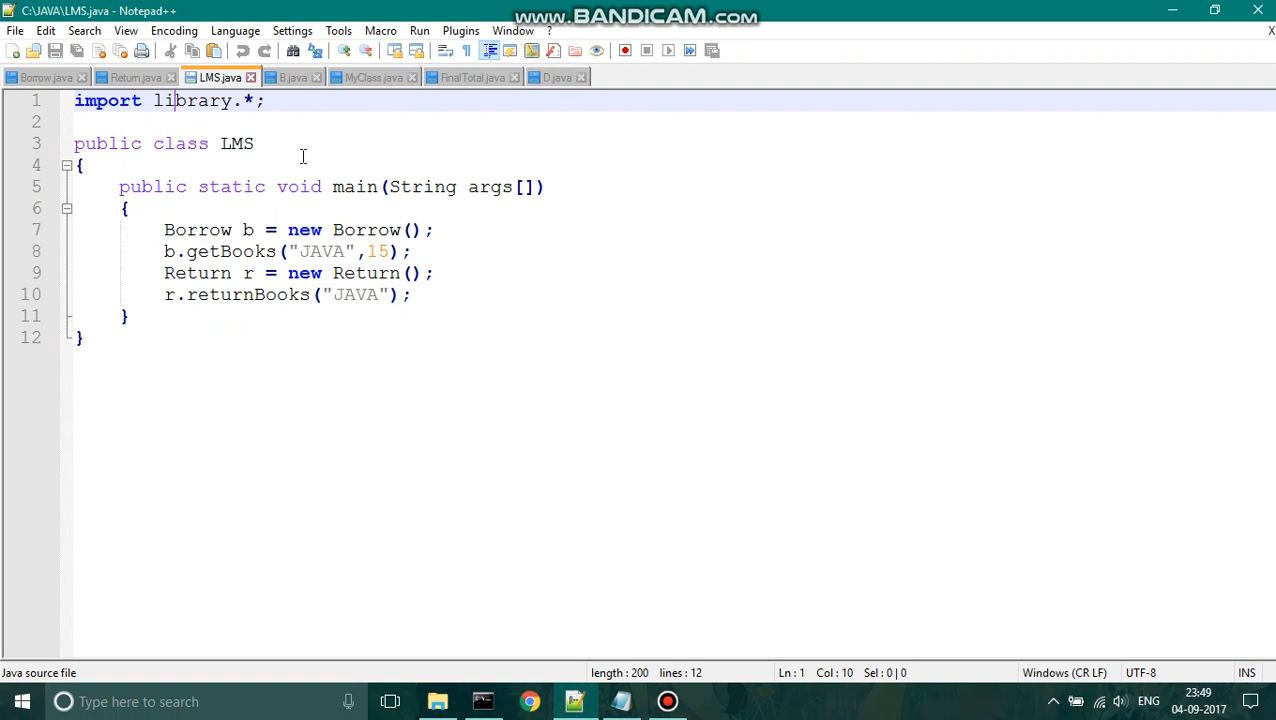 C:\JAVA\LMS.java - Notepad++
www.BANDICAM.com
File Edit Search View Encoding Language Settings Tools Macro Run Plugins Window ? X
Borrow.java Return.java LMS.java B.java MyClass.java FinalTotal.java D.java
1 import library.*;
2
3 public class LMS
4 {
5 public static void main(String args[])
6 {
7 Borrow b = new Borrow();
8 b.getBooks("JAVA",15);
9 Return r = new Return();
10 r.returnBooks("JAVA");
11 }
12 }
Java source file length : 200 lines : 12 Ln : 1 Col : 10 Sel : 0 | 0 Windows (CR LF) UTF-8 INS
Type here to search ENG 23:49
04-09-2017